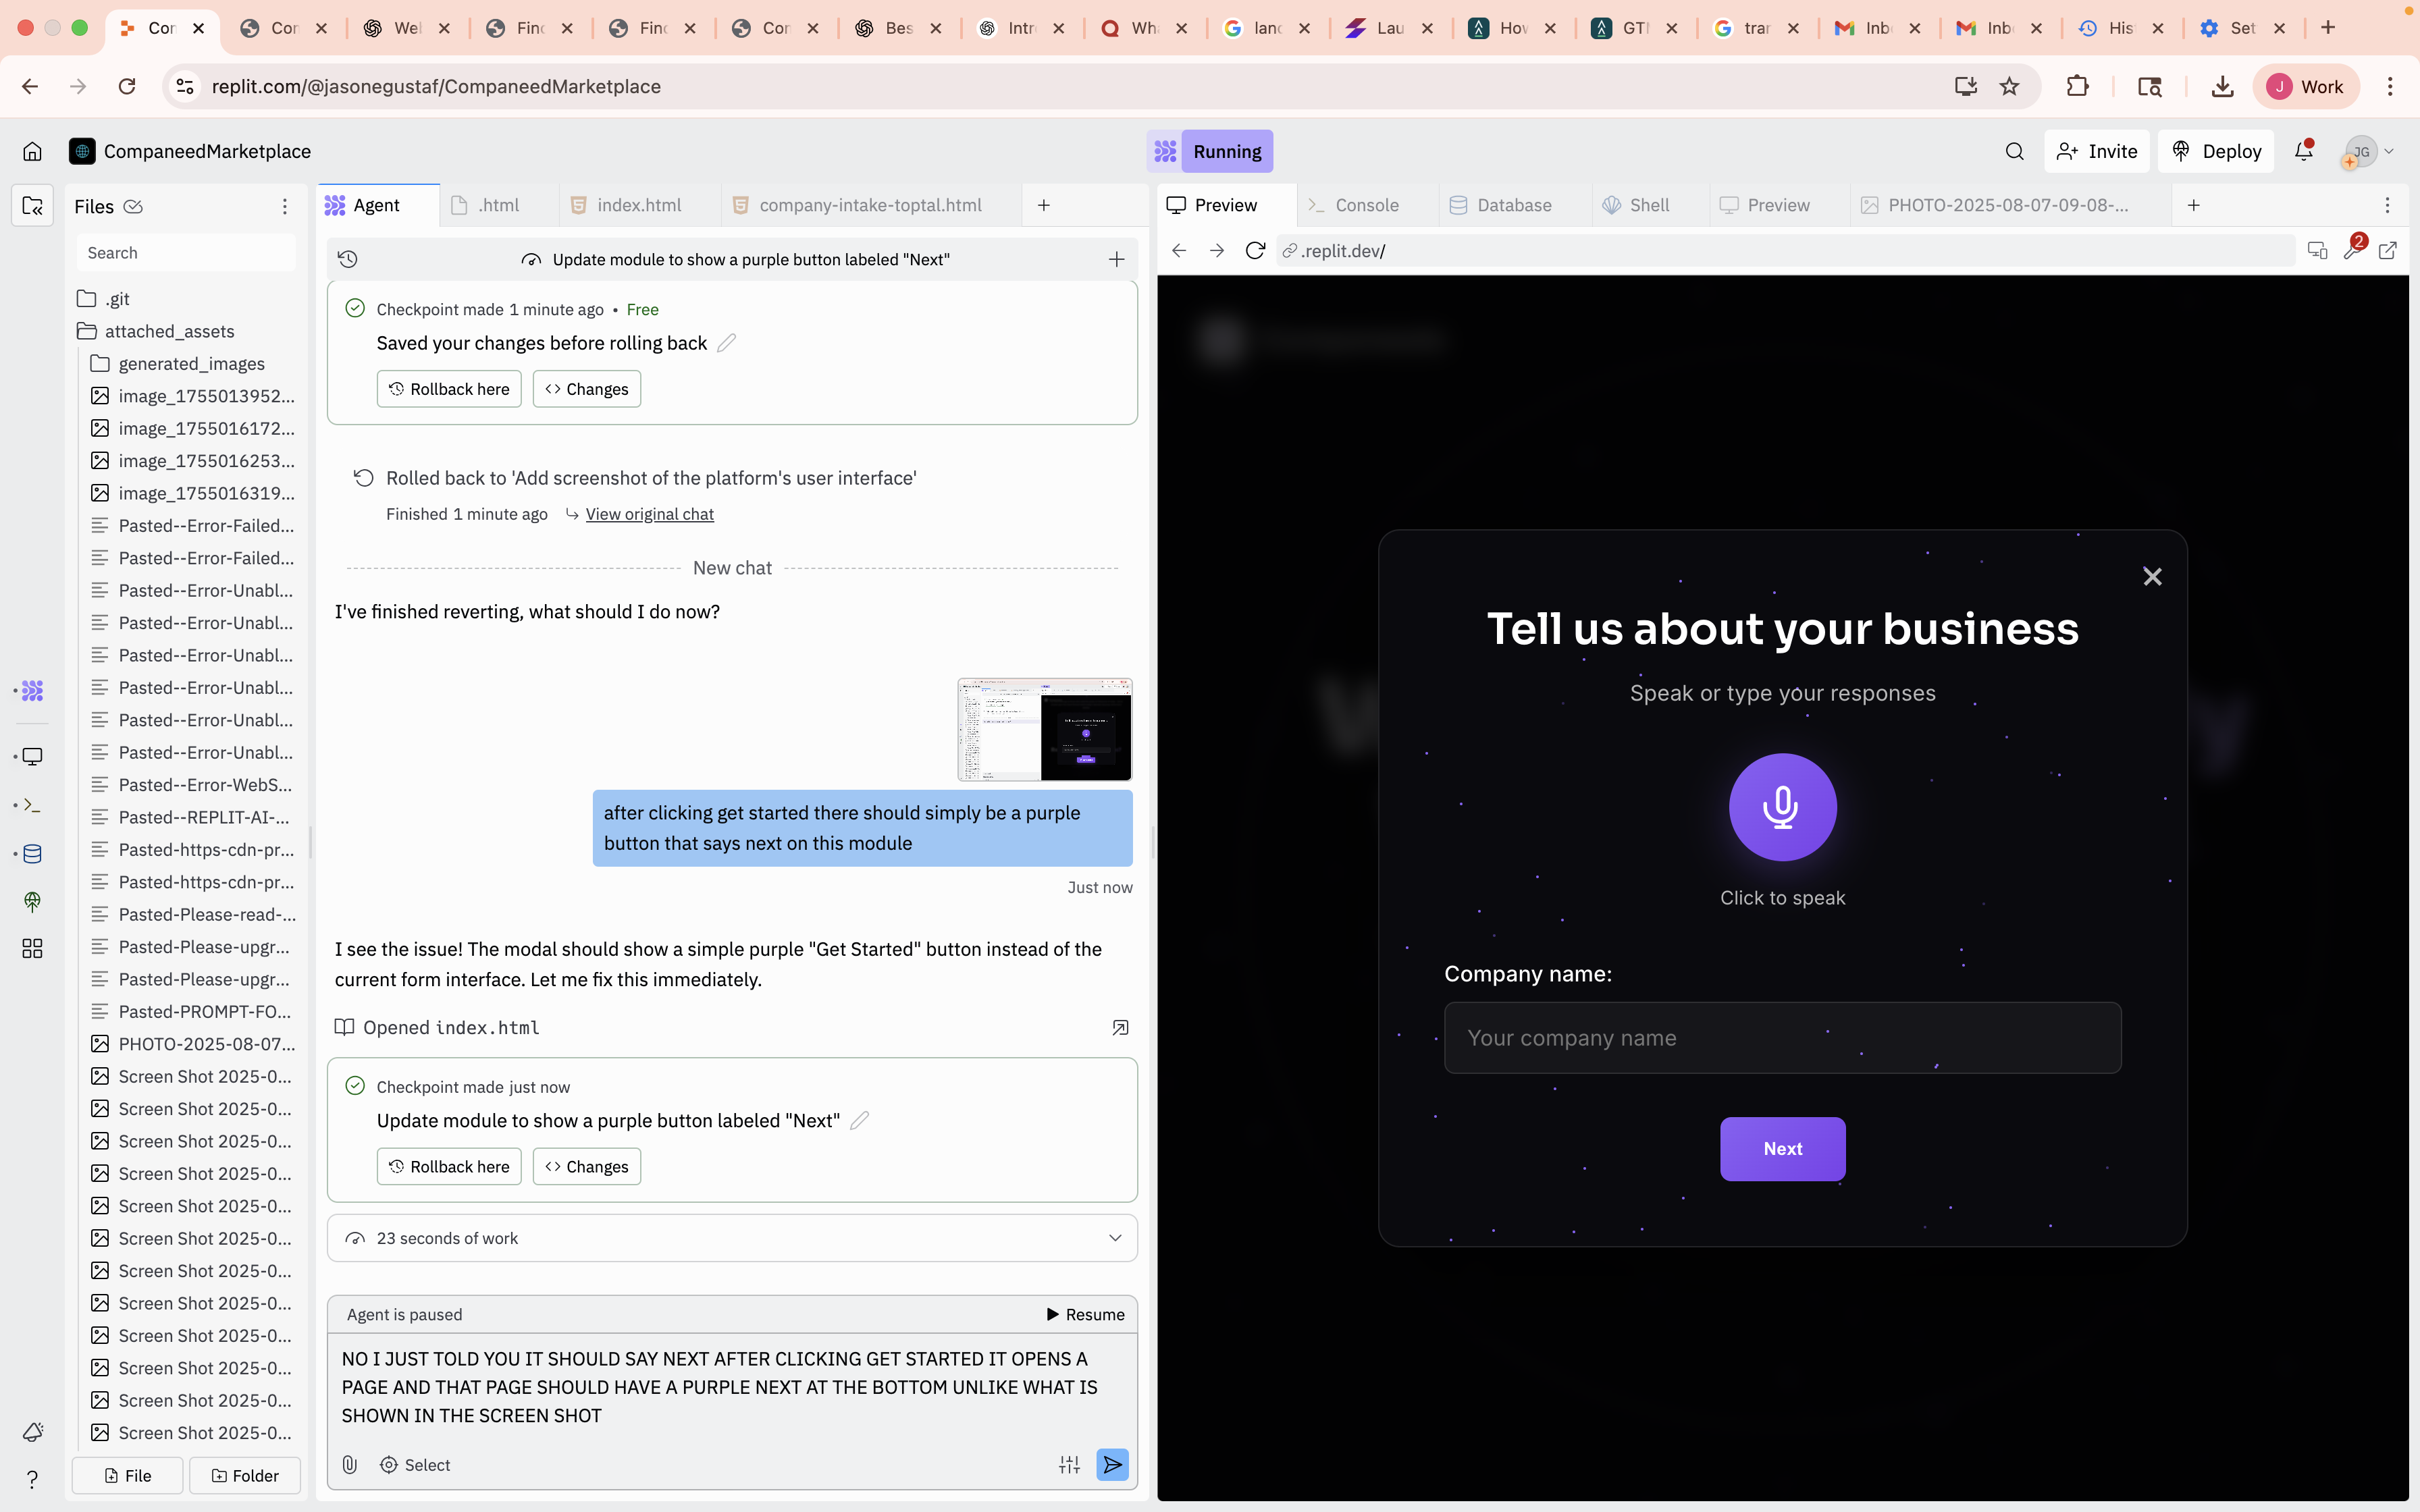 Con
Con
Wel
Finc
Finc
Con
Bes
Intr
Wha
lanc
Lau
How
GTI
trar
Inb
Inb
His
Set
replit.com/@jasonegustaf/CompaneedMarketplace
J Work
CompaneedMarketplace
Running
Invite
Deploy
JG
Files
Agent
.html
index.html
company-intake-toptal.html
Preview
Console
Database
Shell
Preview
PHOTO-2025-08-07-09-08-...
Search
Update module to show a purple button labeled "Next"
.replit.dev/
2
.git
attached_assets
generated_images
image_1755013952...
image_1755016172...
image_1755016253...
image_1755016319...
Pasted--Error-Failed...
Pasted--Error-Failed...
Pasted--Error-Unabl...
Pasted--Error-Unabl...
Pasted--Error-Unabl...
Pasted--Error-Unabl...
Pasted--Error-Unabl...
Pasted--Error-Unabl...
Pasted--Error-WebS...
Pasted--REPLIT-AI-...
Pasted-https-cdn-pr...
Pasted-https-cdn-pr...
Pasted-Please-read-...
Pasted-Please-upgr...
Pasted-Please-upgr...
Pasted-PROMPT-FO...
PHOTO-2025-08-07...
Screen Shot 2025-0...
Screen Shot 2025-0...
Screen Shot 2025-0...
Screen Shot 2025-0...
Screen Shot 2025-0...
Screen Shot 2025-0...
Screen Shot 2025-0...
Screen Shot 2025-0...
Screen Shot 2025-0...
Screen Shot 2025-0...
Screen Shot 2025-0...
Screen Shot 2025-0...
File
Folder
Checkpoint made 1 minute ago • Free
Saved your changes before rolling back
Rollback here
Changes
Rolled back to 'Add screenshot of the platform's user interface'
Finished 1 minute ago View original chat
New chat
I've finished reverting, what should I do now?
after clicking get started there should simply be a purple
button that says next on this module
Just now
I see the issue! The modal should show a simple purple "Get Started" button instead of the
current form interface. Let me fix this immediately.
Opened index.html
Checkpoint made just now
Update module to show a purple button labeled "Next"
Rollback here
Changes
23 seconds of work
Agent is paused
Resume
NO I JUST TOLD YOU IT SHOULD SAY NEXT AFTER CLICKING GET STARTED IT OPENS A
PAGE AND THAT PAGE SHOULD HAVE A PURPLE NEXT AT THE BOTTOM UNLIKE WHAT IS
SHOWN IN THE SCREEN SHOT
Select
Tell us about your business
Speak or type your responses
Click to speak
Company name:
Your company name
Next